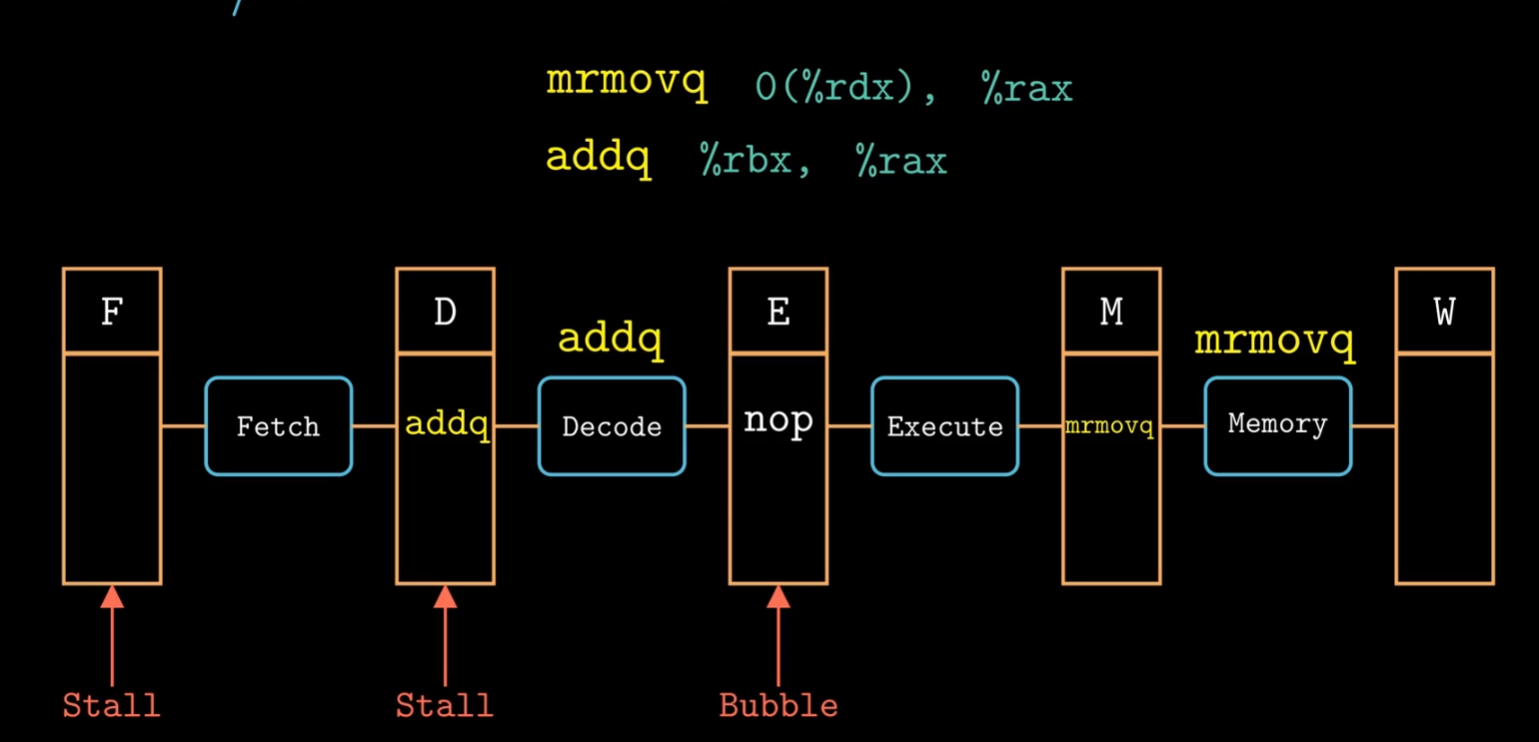 mrmovq 0(%rdx), %rax
addq %rbx, %rax
F D E M W
addq mrmovq
Fetch addq Decode nop Execute mrmovq Memory
Stall Stall Bubble